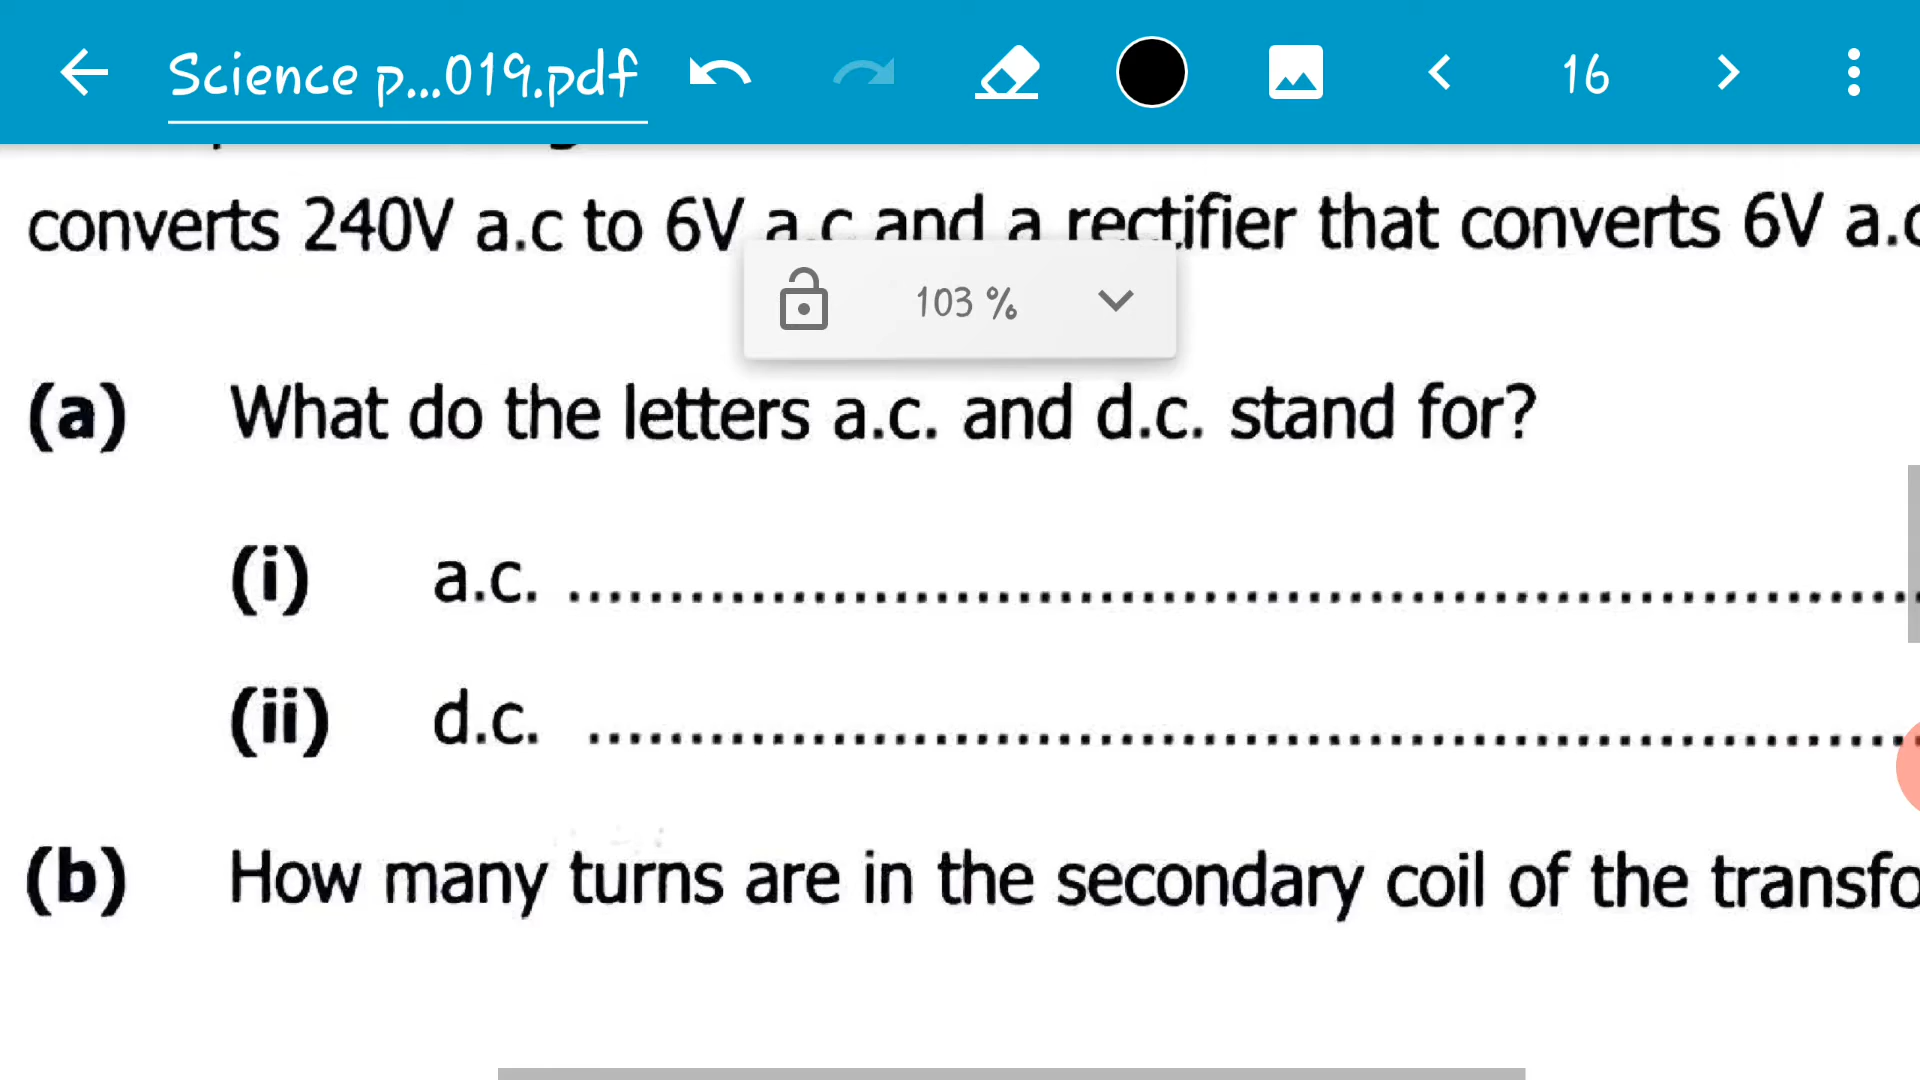 Science p...019.pdf 16
converts 240V a.c to 6V a.c and a rectifier that converts 6V a.c
103 %
(a) What do the letters a.c. and d.c. stand for?
(i) a.c. ................................................................
(ii) d.c. ................................................................
(b) How many turns are in the secondary coil of the transfo